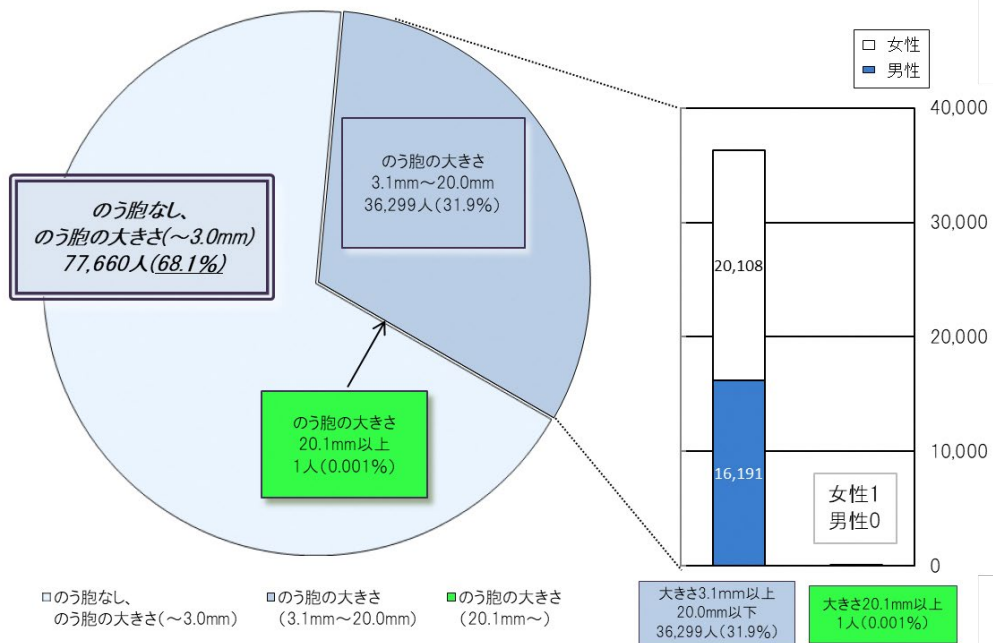 女性
男性
のう胞の大きさ
3.1mm～20.0mm
36,299人(31.9%)
のう胞なし、
のう胞の大きさ(～3.0mm)
77,660人(68.1%)
のう胞の大きさ
20.1mm以上
1人(0.001%)
40,000
30,000
20,000
10,000
0
20,108
16,191
女性1
男性0
のう胞なし、
のう胞の大きさ(～3.0mm)
のう胞の大きさ
(3.1mm～20.0mm)
のう胞の大きさ
(20.1mm～)
大きさ3.1mm以上
20.0mm以下
36,299人(31.9%)
大きさ20.1mm以上
1人(0.001%)